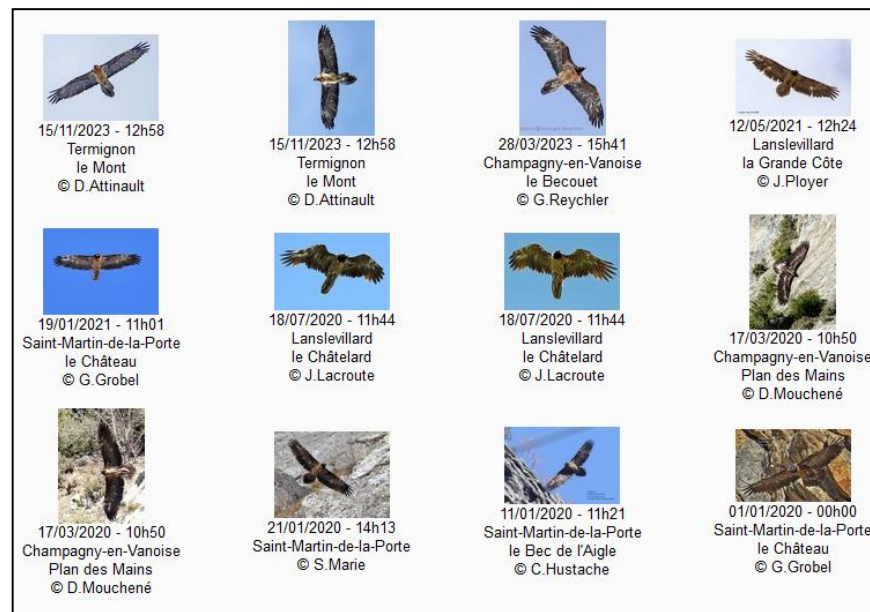 15/11/2023 - 12h58
Termignon
le Mont
© D.Attinault
15/11/2023 - 12h58
Termignon
le Mont
© D.Attinault
28/03/2023 - 15h41
Champagny-en-Vanoise
le Becouet
© G.Reychler
12/05/2021 - 12h24
Lanslevillard
la Grande Côte
© J.Ployer
19/01/2021 - 11h01
Saint-Martin-de-la-Porte
le Château
© G.Grobel
18/07/2020 - 11h44
Lanslevillard
le Châtelard
© J.Lacroute
18/07/2020 - 11h44
Lanslevillard
le Châtelard
© J.Lacroute
17/03/2020 - 10h50
Champagny-en-Vanoise
Plan des Mains
© D.Mouchené
17/03/2020 - 10h50
Champagny-en-Vanoise
Plan des Mains
© D.Mouchené
21/01/2020 - 14h13
Saint-Martin-de-la-Porte
© S.Marie
11/01/2020 - 11h21
Saint-Martin-de-la-Porte
le Bec de l'Aigle
© C.Hustache
01/01/2020 - 00h00
Saint-Martin-de-la-Porte
le Château
© G.Grobel